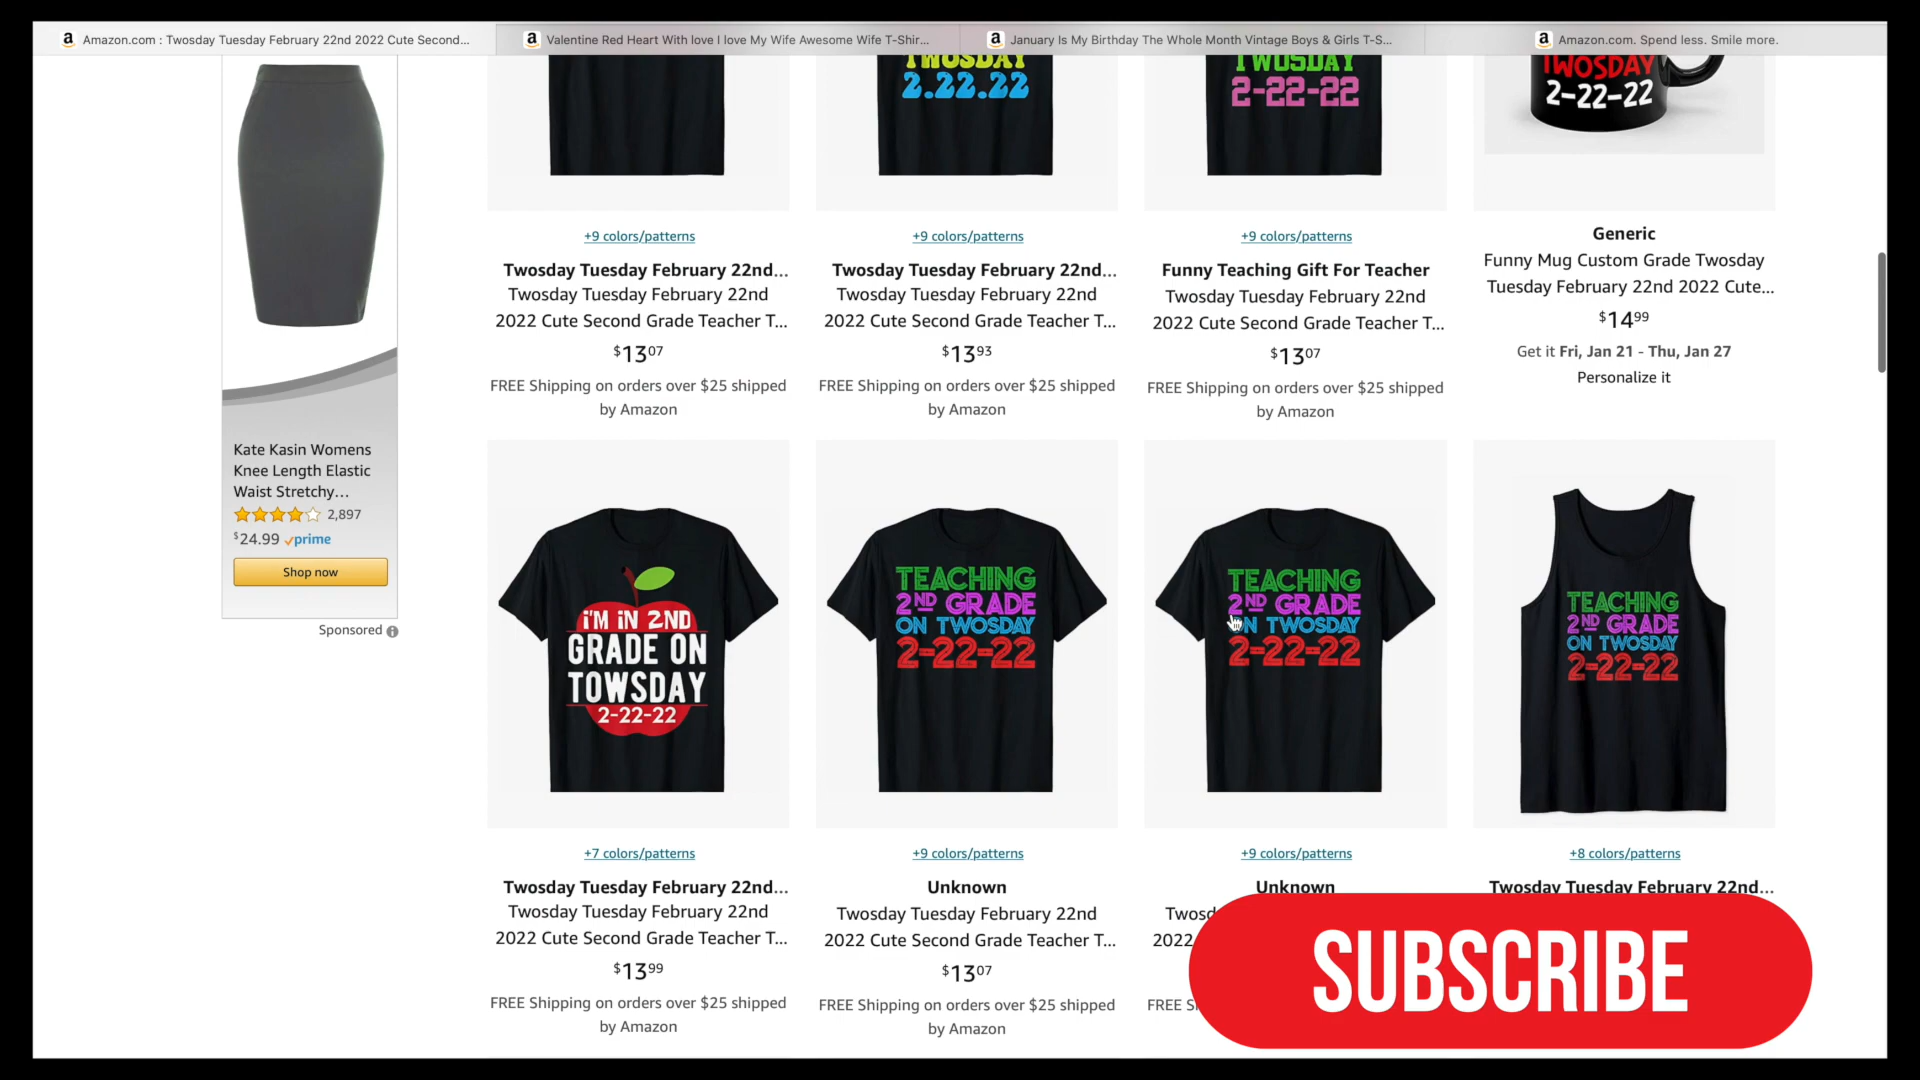 Amazon.com : Twosday Tuesday February 22nd 2022 Cute Second...
Valentine Red Heart With love I love My Wife Awesome Wife T-Shir...
January Is My Birthday The Whole Month Vintage Boys & Girls T-S...
Amazon.com. Spend less. Smile more.
TWOSDAY
2.22.22
TWUSDAY
2-22-22
TWOSDAY
2-22-22
+9 colors/patterns
Twosday Tuesday February 22nd...
Twosday Tuesday February 22nd
2022 Cute Second Grade Teacher T...
$13.07
FREE Shipping on orders over $25 shipped
by Amazon
+9 colors/patterns
Twosday Tuesday February 22nd...
Twosday Tuesday February 22nd
2022 Cute Second Grade Teacher T...
$13.93
FREE Shipping on orders over $25 shipped
by Amazon
+9 colors/patterns
Funny Teaching Gift For Teacher
Twosday Tuesday February 22nd
2022 Cute Second Grade Teacher T...
$13.07
FREE Shipping on orders over $25 shipped
by Amazon
Generic
Funny Mug Custom Grade Twosday
Tuesday February 22nd 2022 Cute...
$14.99
Get it Fri, Jan 21 - Thu, Jan 27
Personalize it
Kate Kasin Womens
Knee Length Elastic
Waist Stretchy...
2,897
$24.99 prime
Shop now
Sponsored
I'M IN 2ND
GRADE ON
TOWSDAY
2-22-22
TEACHING
2ND GRADE
ON TWOSDAY
2-22-22
TEACHING
2ND GRADE
ON TWOSDAY
2-22-22
TEACHING
2ND GRADE
ON TWOSDAY
2-22-22
+7 colors/patterns
Twosday Tuesday February 22nd...
Twosday Tuesday February 22nd
2022 Cute Second Grade Teacher T...
$13.99
FREE Shipping on orders over $25 shipped
by Amazon
+9 colors/patterns
Unknown
Twosday Tuesday February 22nd
2022 Cute Second Grade Teacher T...
$13.07
FREE Shipping on orders over $25 shipped
by Amazon
+9 colors/patterns
Unknown
2022
FREE
+8 colors/patterns
Twosday Tuesday February 22nd...
SUBSCRIBE